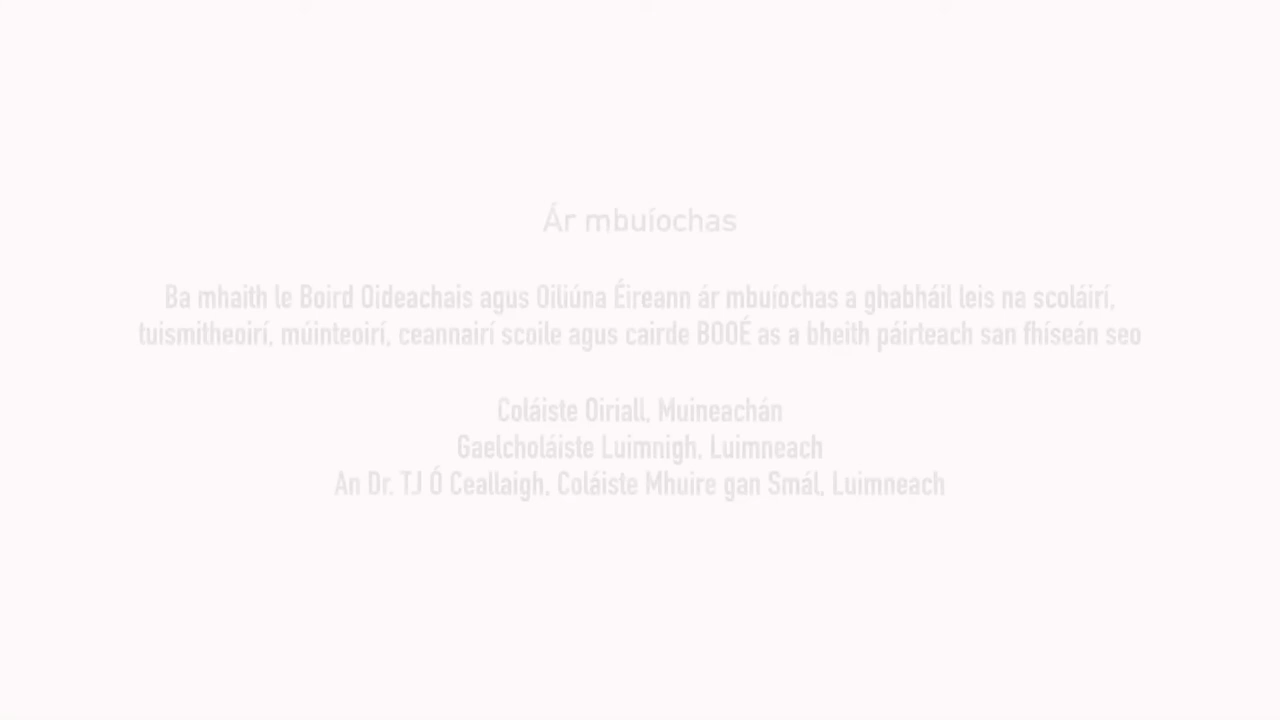 Ár mbuíochas
Ba mhaith le Boird Oideachais agus Oiliúna Éireann ár mbuíochas a ghabháil leis na scoláirí,
tuismitheoirí, múinteoirí, ceannairí scoile agus cairde BOOÉ as a bheith páirteach san fhíseán seo
Coláiste Oiriall, Muineachán
Gaelcholáiste Luimnigh, Luimneach
An Dr. TJ Ó Ceallaigh, Coláiste Mhuire gan Smál, Luimneach